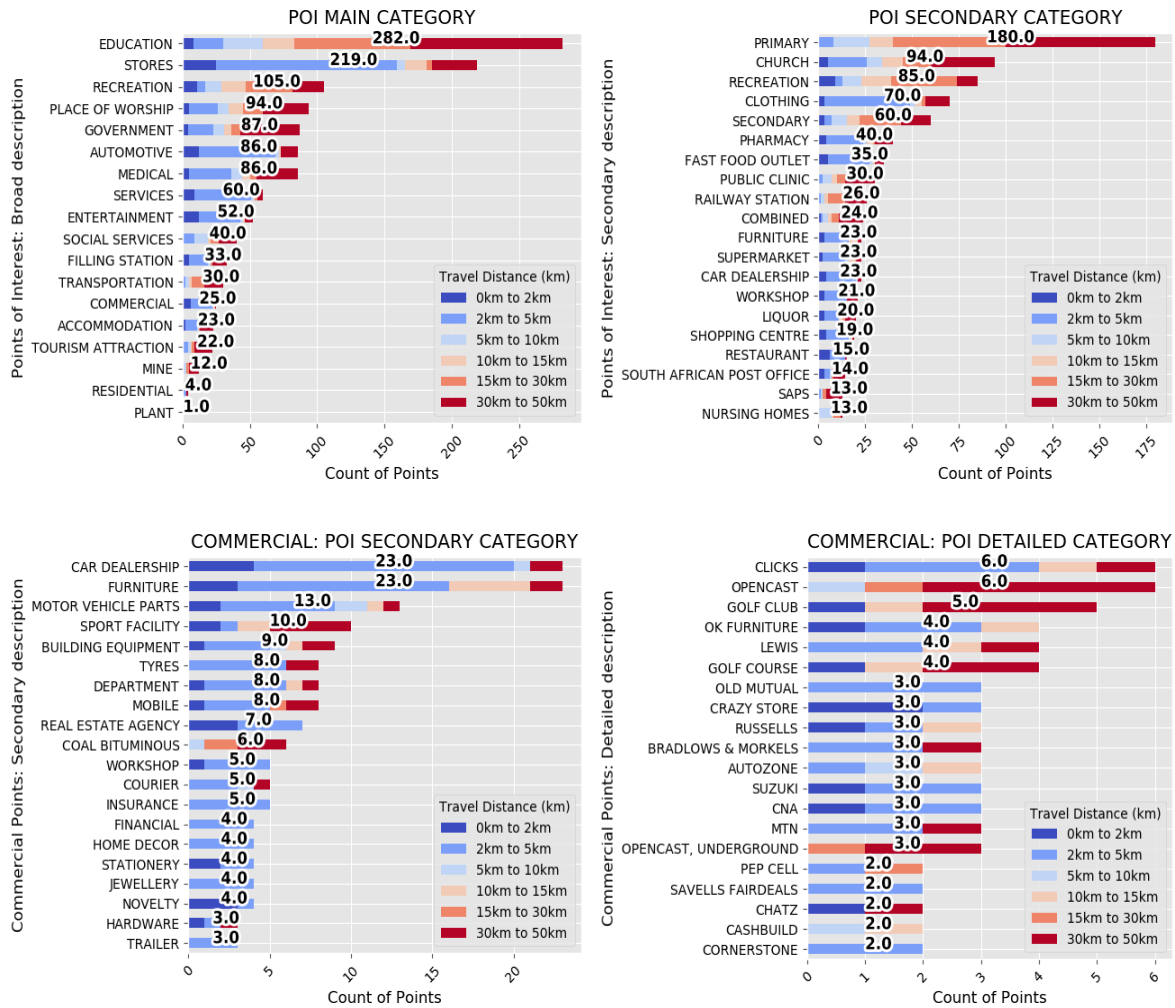 POI MAIN CATEGORY
Points of Interest: Broad description
EDUCATION 282.0
STORES 219.0
RECREATION 105.0
PLACE OF WORSHIP 94.0
GOVERNMENT 87.0
AUTOMOTIVE 86.0
MEDICAL 86.0
SERVICES 60.0
ENTERTAINMENT 52.0
SOCIAL SERVICES 40.0
FILLING STATION 33.0
TRANSPORTATION 30.0
COMMERCIAL 25.0
ACCOMMODATION 23.0
TOURISM ATTRACTION 22.0
MINE 12.0
RESIDENTIAL 4.0
PLANT 1.0
Travel Distance (km)
0km to 2km
2km to 5km
5km to 10km
10km to 15km
15km to 30km
30km to 50km
0 50 100 150 200 250
Count of Points
POI SECONDARY CATEGORY
Points of Interest: Secondary description
PRIMARY 180.0
CHURCH 94.0
RECREATION 85.0
CLOTHING 70.0
SECONDARY 60.0
PHARMACY 40.0
FAST FOOD OUTLET 35.0
PUBLIC CLINIC 30.0
RAILWAY STATION 26.0
COMBINED 24.0
FURNITURE 23.0
SUPERMARKET 23.0
CAR DEALERSHIP 23.0
WORKSHOP 21.0
LIQUOR 20.0
SHOPPING CENTRE 19.0
RESTAURANT 15.0
SOUTH AFRICAN POST OFFICE 14.0
SAPS 13.0
NURSING HOMES 13.0
Travel Distance (km)
0km to 2km
2km to 5km
5km to 10km
10km to 15km
15km to 30km
30km to 50km
0 25 50 75 100 125 150 175
Count of Points
COMMERCIAL: POI SECONDARY CATEGORY
Commercial Points: Secondary description
CAR DEALERSHIP 23.0
FURNITURE 23.0
MOTOR VEHICLE PARTS 13.0
SPORT FACILITY 10.0
BUILDING EQUIPMENT 9.0
TYRES 8.0
DEPARTMENT 8.0
MOBILE 8.0
REAL ESTATE AGENCY 7.0
COAL BITUMINOUS 6.0
WORKSHOP 5.0
COURIER 5.0
INSURANCE 5.0
FINANCIAL 4.0
HOME DECOR 4.0
STATIONERY 4.0
JEWELLERY 4.0
NOVELTY 4.0
HARDWARE 3.0
TRAILER 3.0
Travel Distance (km)
0km to 2km
2km to 5km
5km to 10km
10km to 15km
15km to 30km
30km to 50km
0 5 10 15 20
Count of Points
COMMERCIAL: POI DETAILED CATEGORY
Commercial Points: Detailed description
CLICKS 6.0
OPENCAST 6.0
GOLF CLUB 5.0
OK FURNITURE 4.0
LEWIS 4.0
GOLF COURSE 4.0
OLD MUTUAL 3.0
CRAZY STORE 3.0
RUSSELLS 3.0
BRADLOWS & MORKELS 3.0
AUTOZONE 3.0
SUZUKI 3.0
CNA 3.0
MTN 3.0
OPENCAST, UNDERGROUND 3.0
PEP CELL 2.0
SAVELLS FAIRDEALS 2.0
CHATZ 2.0
CASHBUILD 2.0
CORNERSTONE 2.0
Travel Distance (km)
0km to 2km
2km to 5km
5km to 10km
10km to 15km
15km to 30km
30km to 50km
0 1 2 3 4 5 6
Count of Points